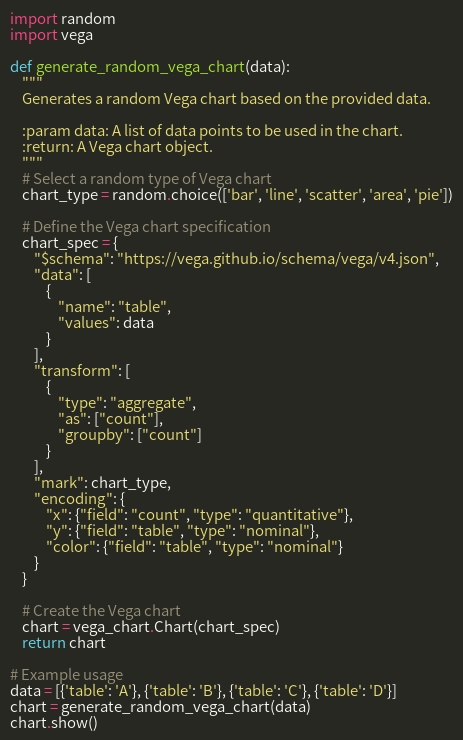 import random
import vega

def generate_random_vega_chart(data):
    """
    Generates a random Vega chart based on the provided data.

    :param data: A list of data points to be used in the chart.
    :return: A Vega chart object.
    """
    # Select a random type of Vega chart
    chart_type = random.choice(['bar', 'line', 'scatter', 'area', 'pie'])

    # Define the Vega chart specification
    chart_spec = {
        "$schema": "https://vega.github.io/schema/vega/v4.json",
        "data": [
            {
                "name": "table",
                "values": data
            }
        ],
        "transform": [
            {
                "type": "aggregate",
                "as": ["count"],
                "groupby": ["count"]
            }
        ],
        "mark": chart_type,
        "encoding": {
            "x": {"field": "count", "type": "quantitative"},
            "y": {"field": "table", "type": "nominal"},
            "color": {"field": "table", "type": "nominal"}
        }
    }

    # Create the Vega chart
    chart = vega_chart.Chart(chart_spec)
    return chart

# Example usage
data = [{'table': 'A'}, {'table': 'B'}, {'table': 'C'}, {'table': 'D'}]
chart = generate_random_vega_chart(data)
chart.show()